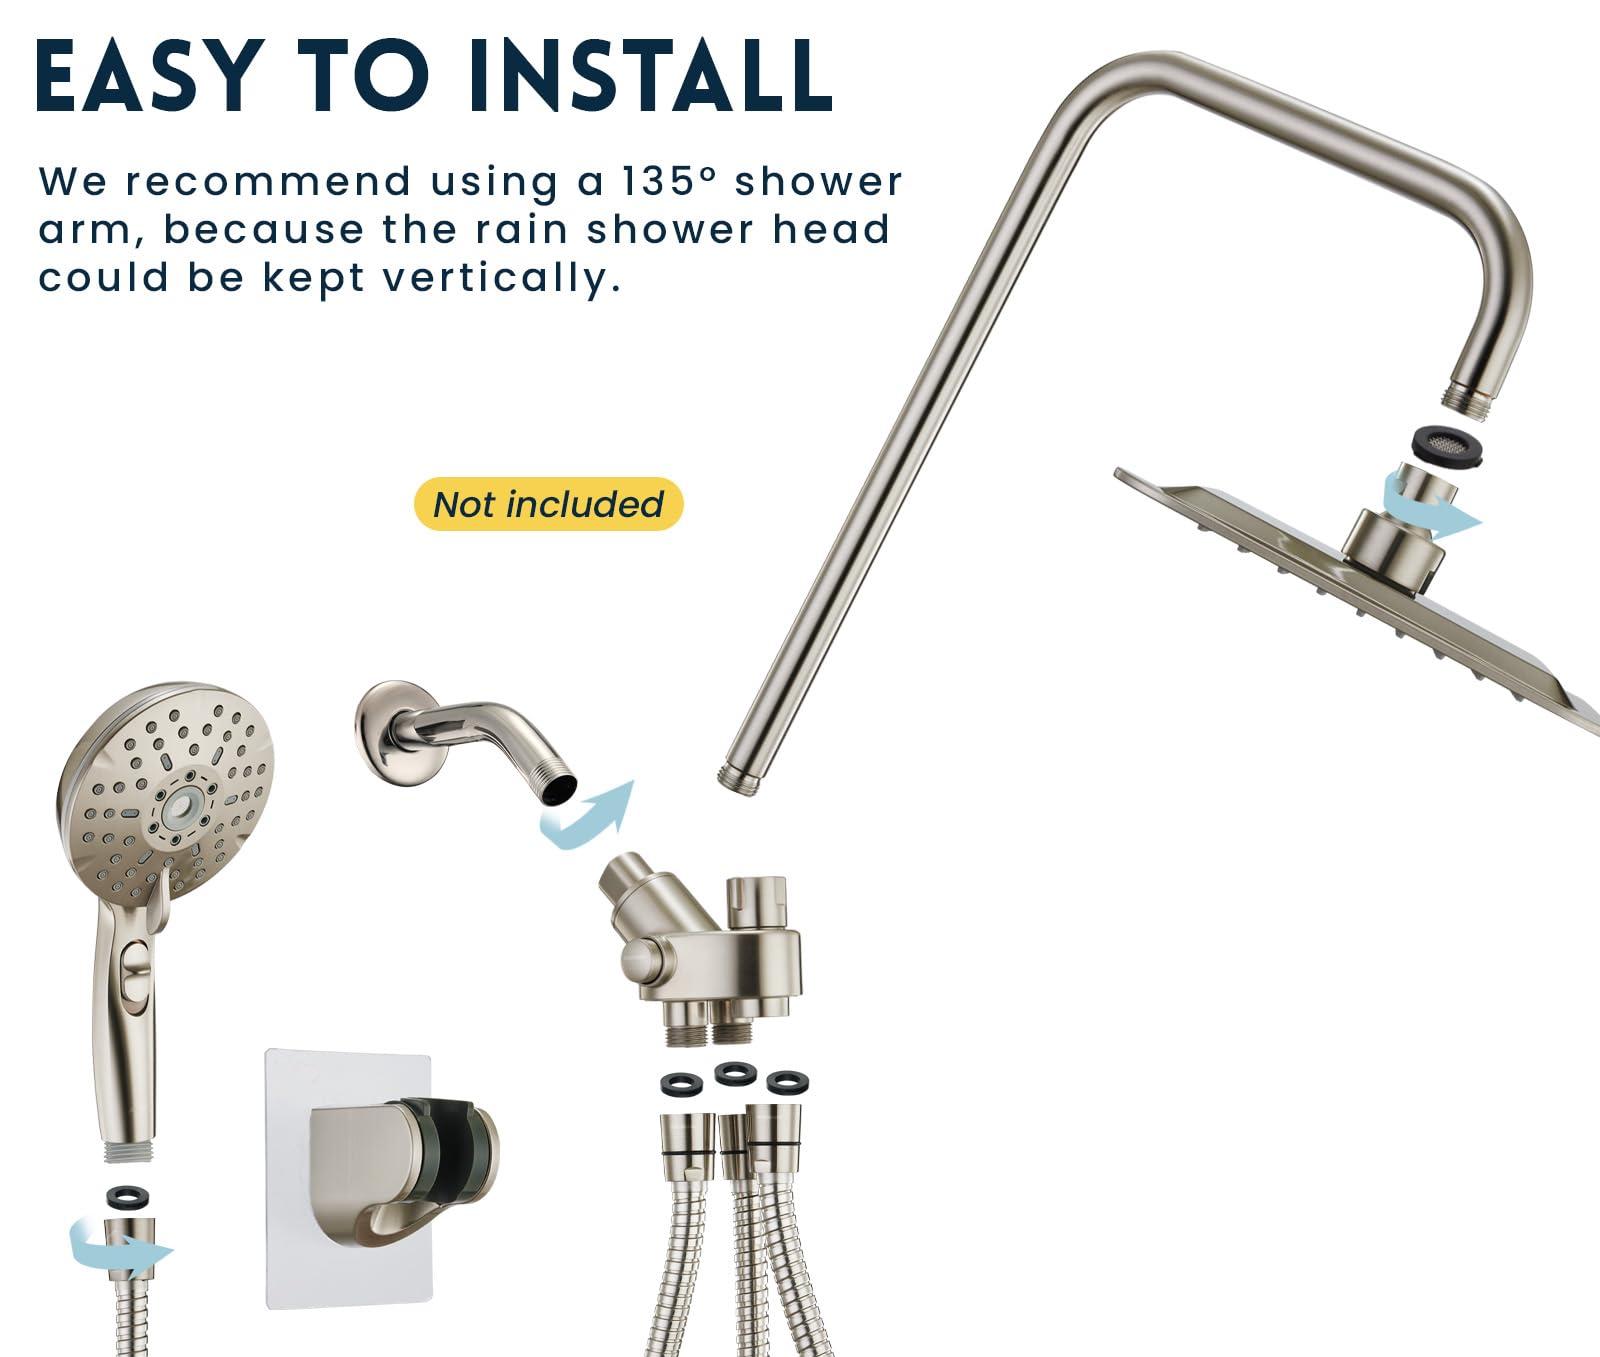 EASY TO INSTALL
We recommend using a 135° shower
arm, because the rain shower head
could be kept vertically.
Not included